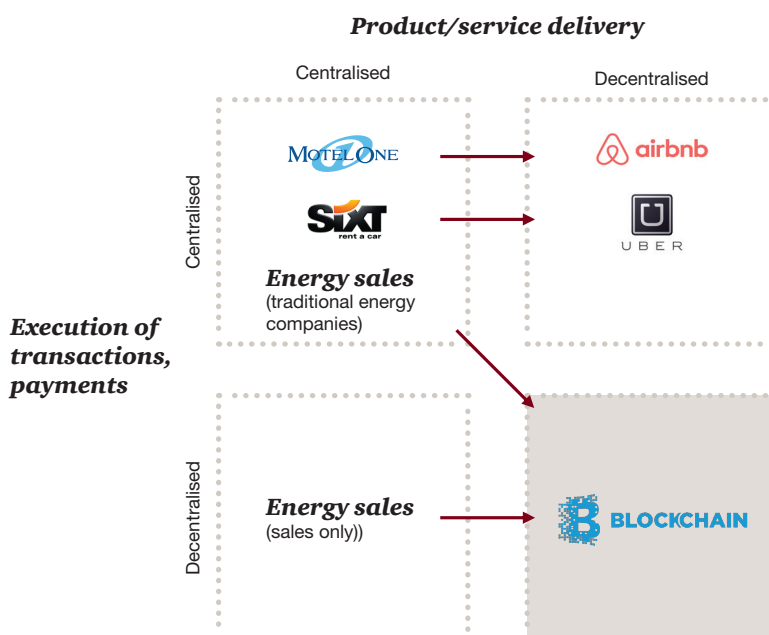 Product/service delivery
Centralised
Decentralised
MOTEL ONE
airbnb
SIXT
rent a car
U
UBER
Centralised
Energy sales
(traditional energy
companies)
Execution of
transactions,
payments
Decentralised
Energy sales
(sales only))
B BLOCKCHAIN